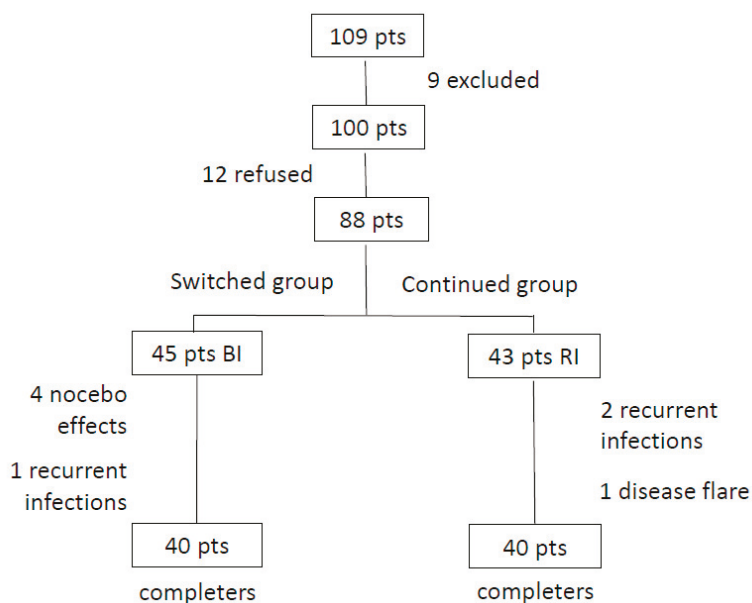 109 pts
9 excluded
100 pts
12 refused
88 pts
Switched group
Continued group
45 pts BI
43 pts RI
4 nocebo
effects
1 recurrent
infections
2 recurrent
infections
1 disease flare
40 pts
completers
40 pts
completers